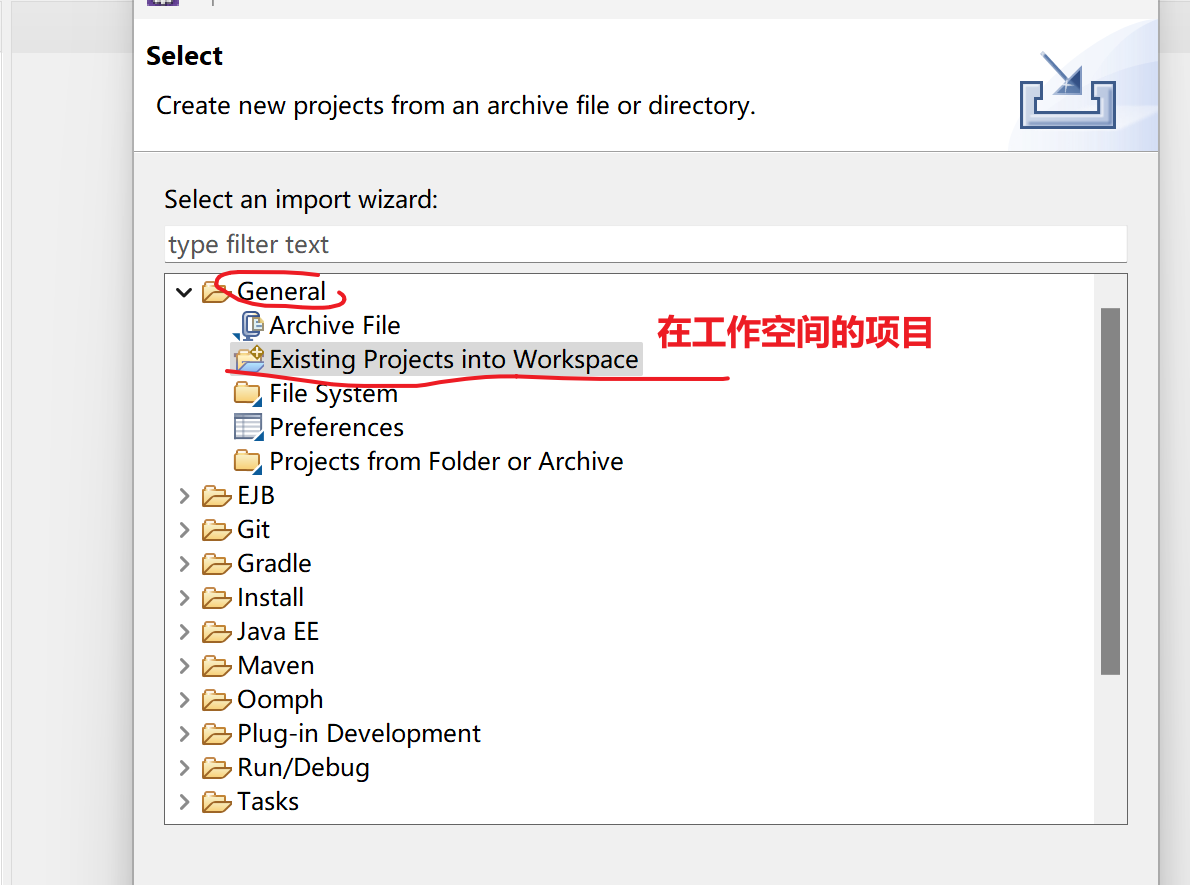 Select
Create new projects from an archive file or directory.
Select an import wizard:
type filter text
General
Archive File
在工作空间的项目
Existing Projects into Workspace
File System
Preferences
Projects from Folder or Archive
EJB
Git
Gradle
Install
Java EE
Maven
Oomph
Plug-in Development
Run/Debug
Tasks